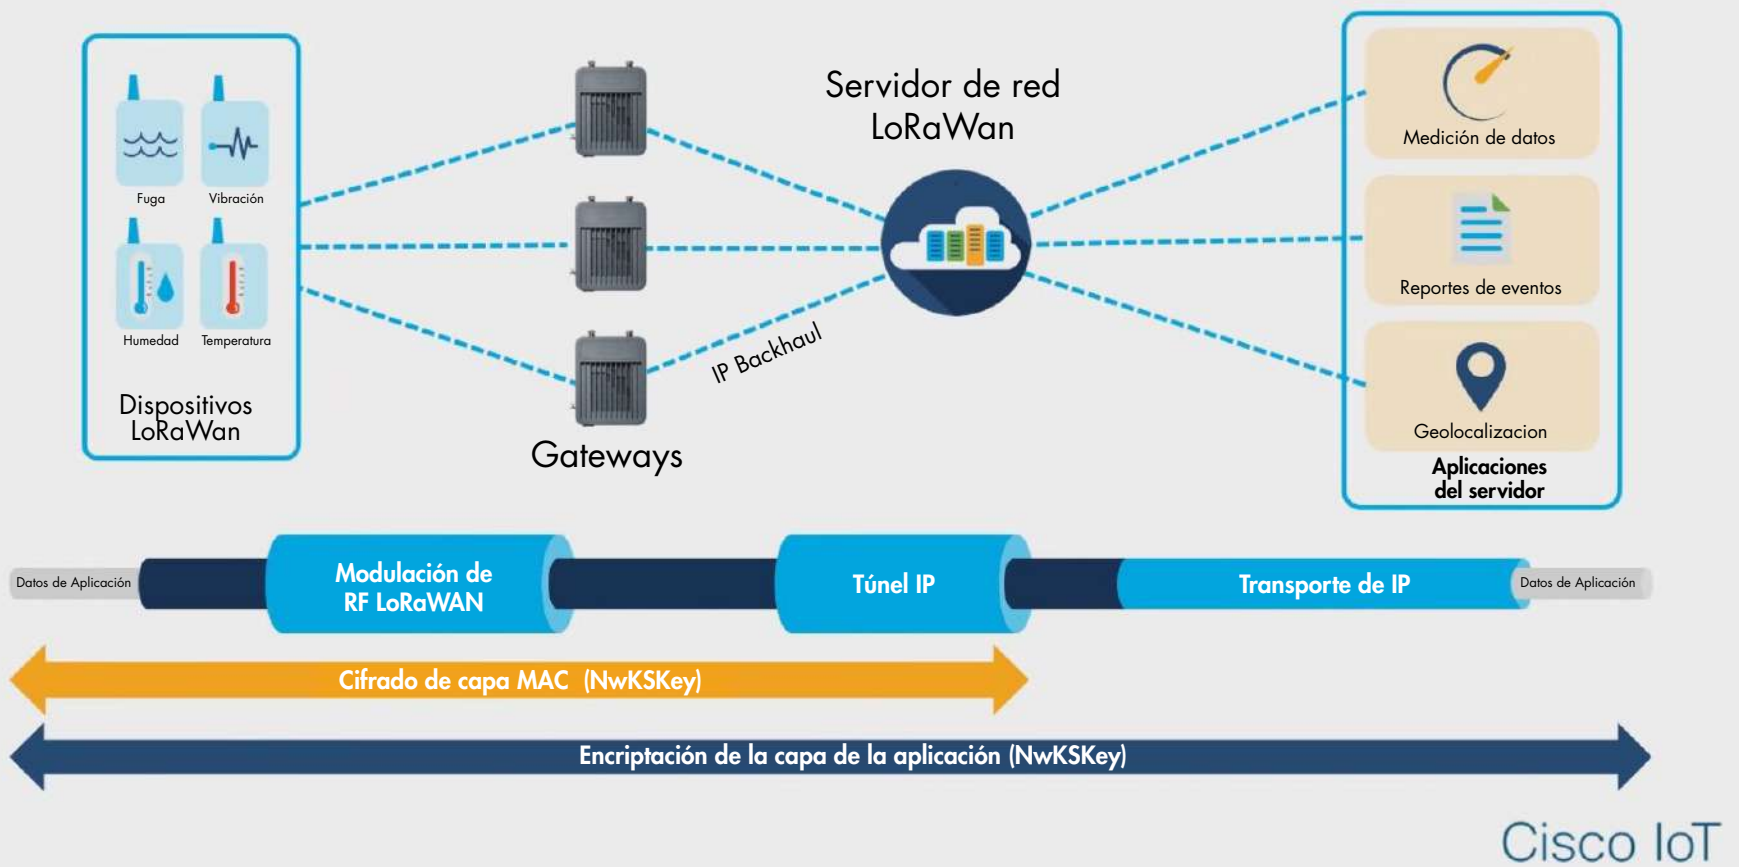 Fuga
Vibración
Humedad
Temperatura
Dispositivos
LoRaWan
Gateways
IP Backhaul
Servidor de red
LoRaWan
Medición de datos
Reportes de eventos
Geolocalizacion
Aplicaciones
del servidor
Datos de Aplicación
Modulación de
RF LoRaWAN
Túnel IP
Transporte de IP
Datos de Aplicación
Cifrado de capa MAC (NwKSKey)
Encriptación de la capa de la aplicación (NwKSKey)
Cisco IoT